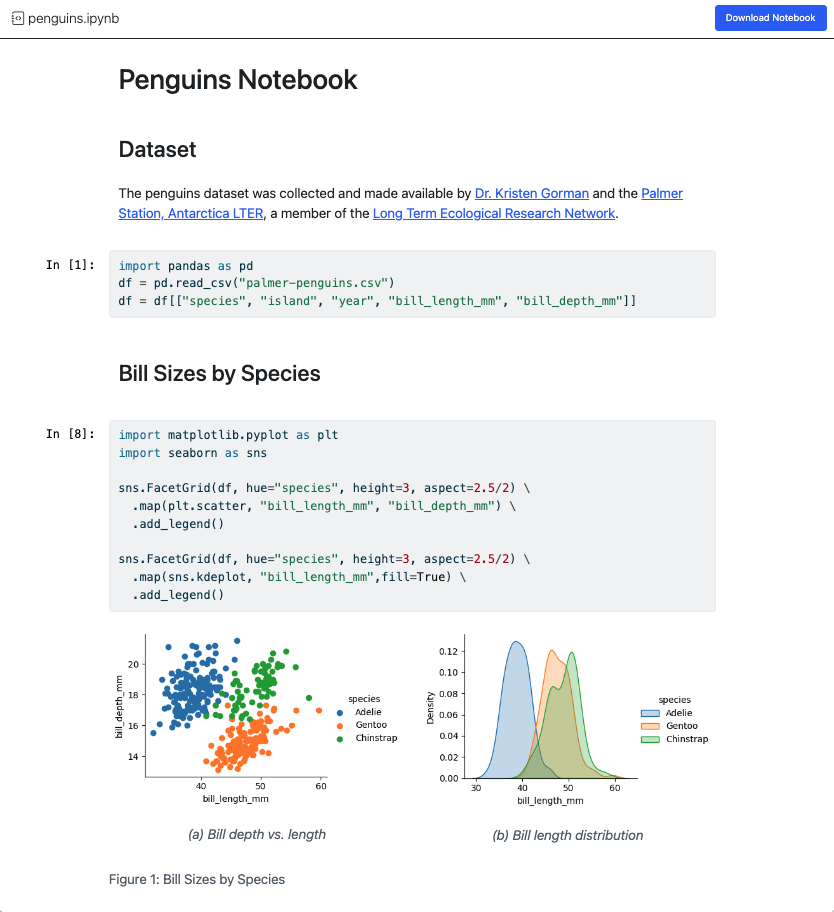 penguins.ipynb
Download Notebook
Penguins Notebook
Dataset
The penguins dataset was collected and made available by Dr. Kristen Gorman and the Palmer
Station, Antarctica LTER, a member of the Long Term Ecological Research Network.
In [1]:
import pandas as pd
df = pd.read_csv("palmer-penguins.csv")
df = df[["species", "island", "year", "bill_length_mm", "bill_depth_mm"]]
Bill Sizes by Species
In [8]:
import matplotlib.pyplot as plt
import seaborn as sns
sns.FacetGrid(df, hue="species", height=3, aspect=2.5/2) \
  .map(plt.scatter, "bill_length_mm", "bill_depth_mm") \
  .add_legend()
sns.FacetGrid(df, hue="species", height=3, aspect=2.5/2) \
  .map(sns.kdeplot, "bill_length_mm",fill=True) \
  .add_legend()
bill_depth_mm
20
18
16
14
40 50 60
bill_length_mm
species
Adelie
Gentoo
Chinstrap
(a) Bill depth vs. length
Density
0.12
0.10
0.08
0.06
0.04
0.02
0.00
30 40 50 60
bill_length_mm
species
Adelie
Gentoo
Chinstrap
(b) Bill length distribution
Figure 1: Bill Sizes by Species